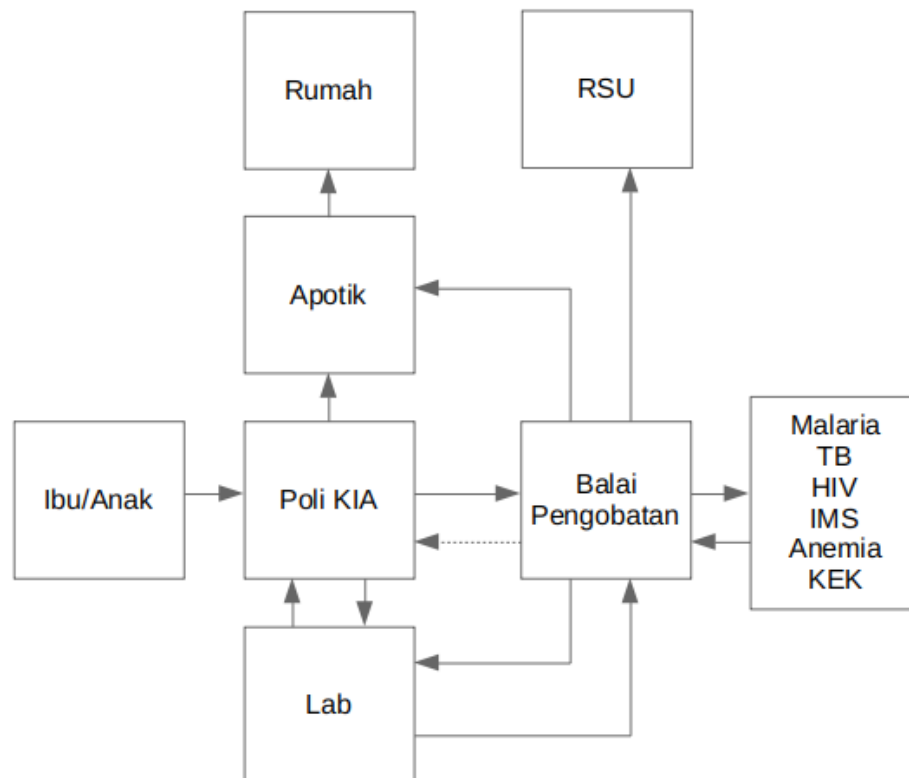 Rumah
RSU
Apotik
Ibu/Anak
Poli KIA
Balai
Pengobatan
Malaria
TB
HIV
IMS
Anemia
KEK
Lab